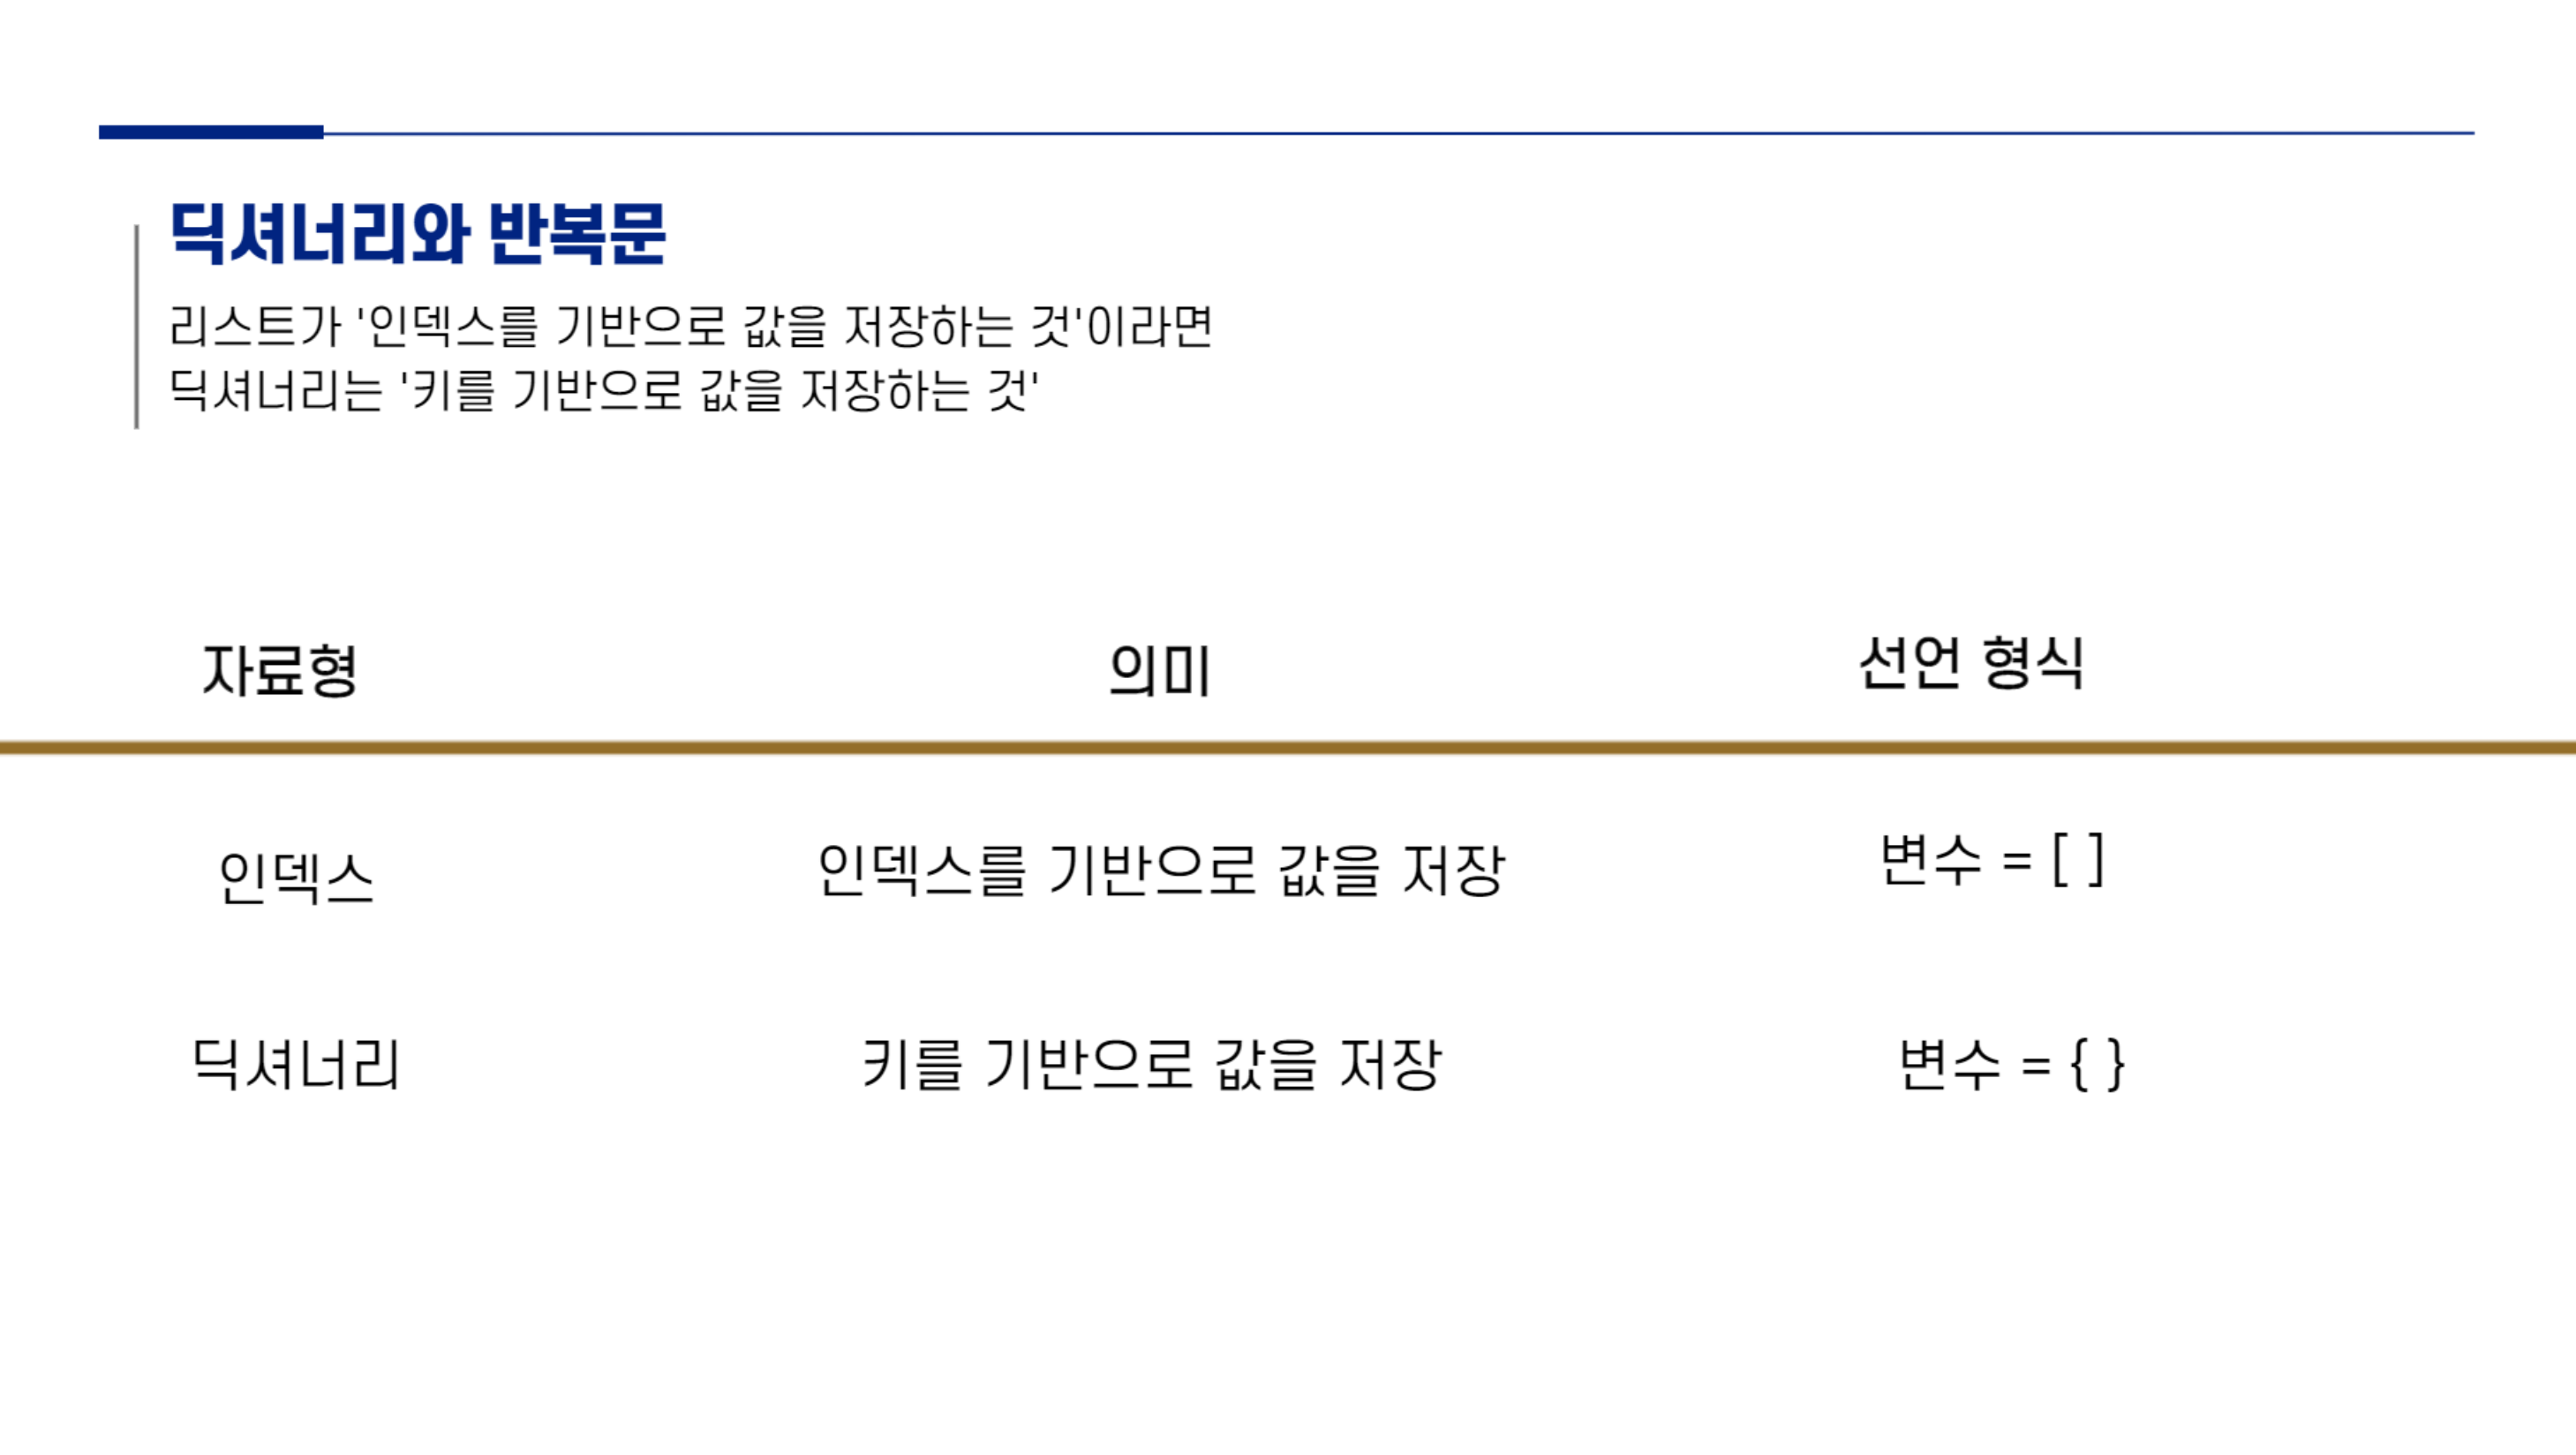 딕셔너리와 반복문
리스트가 '인덱스를 기반으로 값을 저장하는 것'이라면
딕셔너리는 '키를 기반으로 값을 저장하는 것'
자료형 의미 선언 형식
인덱스 인덱스를 기반으로 값을 저장 변수 = [ ]
딕셔너리 키를 기반으로 값을 저장 변수 = { }